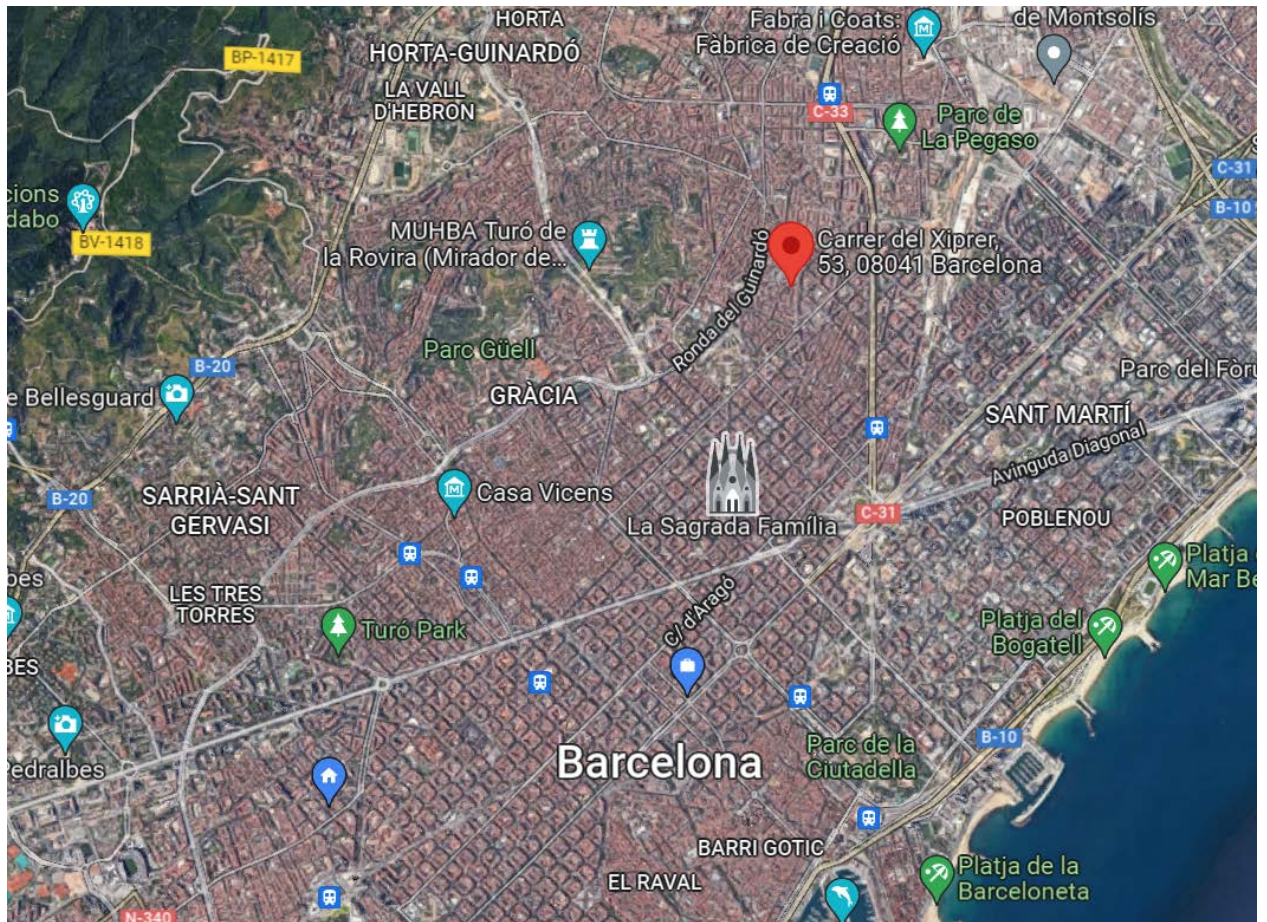 HORTA
Fabra i Coats:
Fàbrica de Creació
de Montsolís
HORTA-GUINARDÓ
BP-1417
LA VALL
D'HEBRON
C-33
Parc de
La Pegaso
C-31
B-10
cions
dabo
BV-1418
MUHBA Turó de
la Rovira (Mirador de...
Carrer del Xiprer,
53, 08041 Barcelona
Ronda del Guinardó
Parc Güell
B-20
e Bellesguard
GRÀCIA
Parc del Fòru
SANT MARTÍ
Avinguda Diagonal
SARRIÀ-SANT
GERVASI
B-20
Casa Vicens
La Sagrada Família
C-31
POBLENOU
Platja
Mar Be
bes
LES TRES
TORRES
Turó Park
C/ d'Aragó
Platja del
Bogatell
BES
Pedralbes
Barcelona
Parc de la
Ciutadella
B-10
BARRI GOTIC
EL RAVAL
Platja de la
Barceloneta
N-340